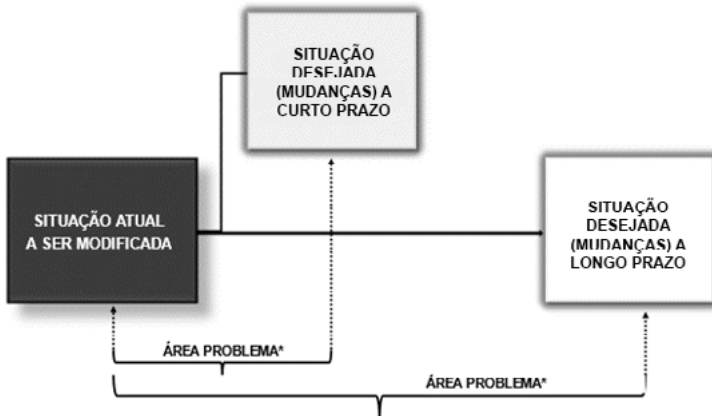 SITUAÇÃO
DESEJADA
(MUDANÇAS) A
CURTO PRAZO
SITUAÇÃO ATUAL
A SER MODIFICADA
SITUAÇÃO
DESEJADA
(MUDANÇAS) A
LONGO PRAZO
ÁREA PROBLEMA*
ÁREA PROBLEMA*